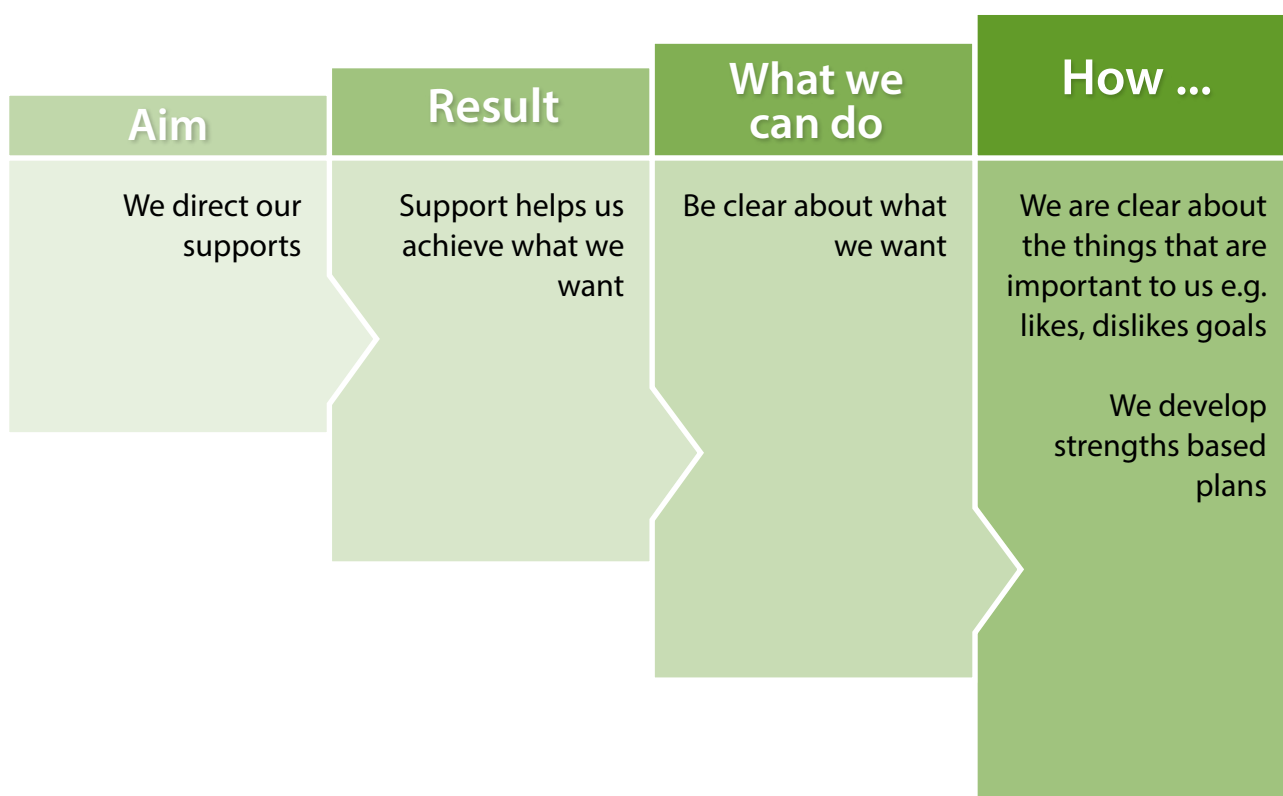 Aim
We direct our
supports
Result
Support helps us
achieve what we
want
What we
can do
Be clear about what
we want
How ...
We are clear about
the things that are
important to us e.g.
likes, dislikes goals
We develop
strengths based
plans